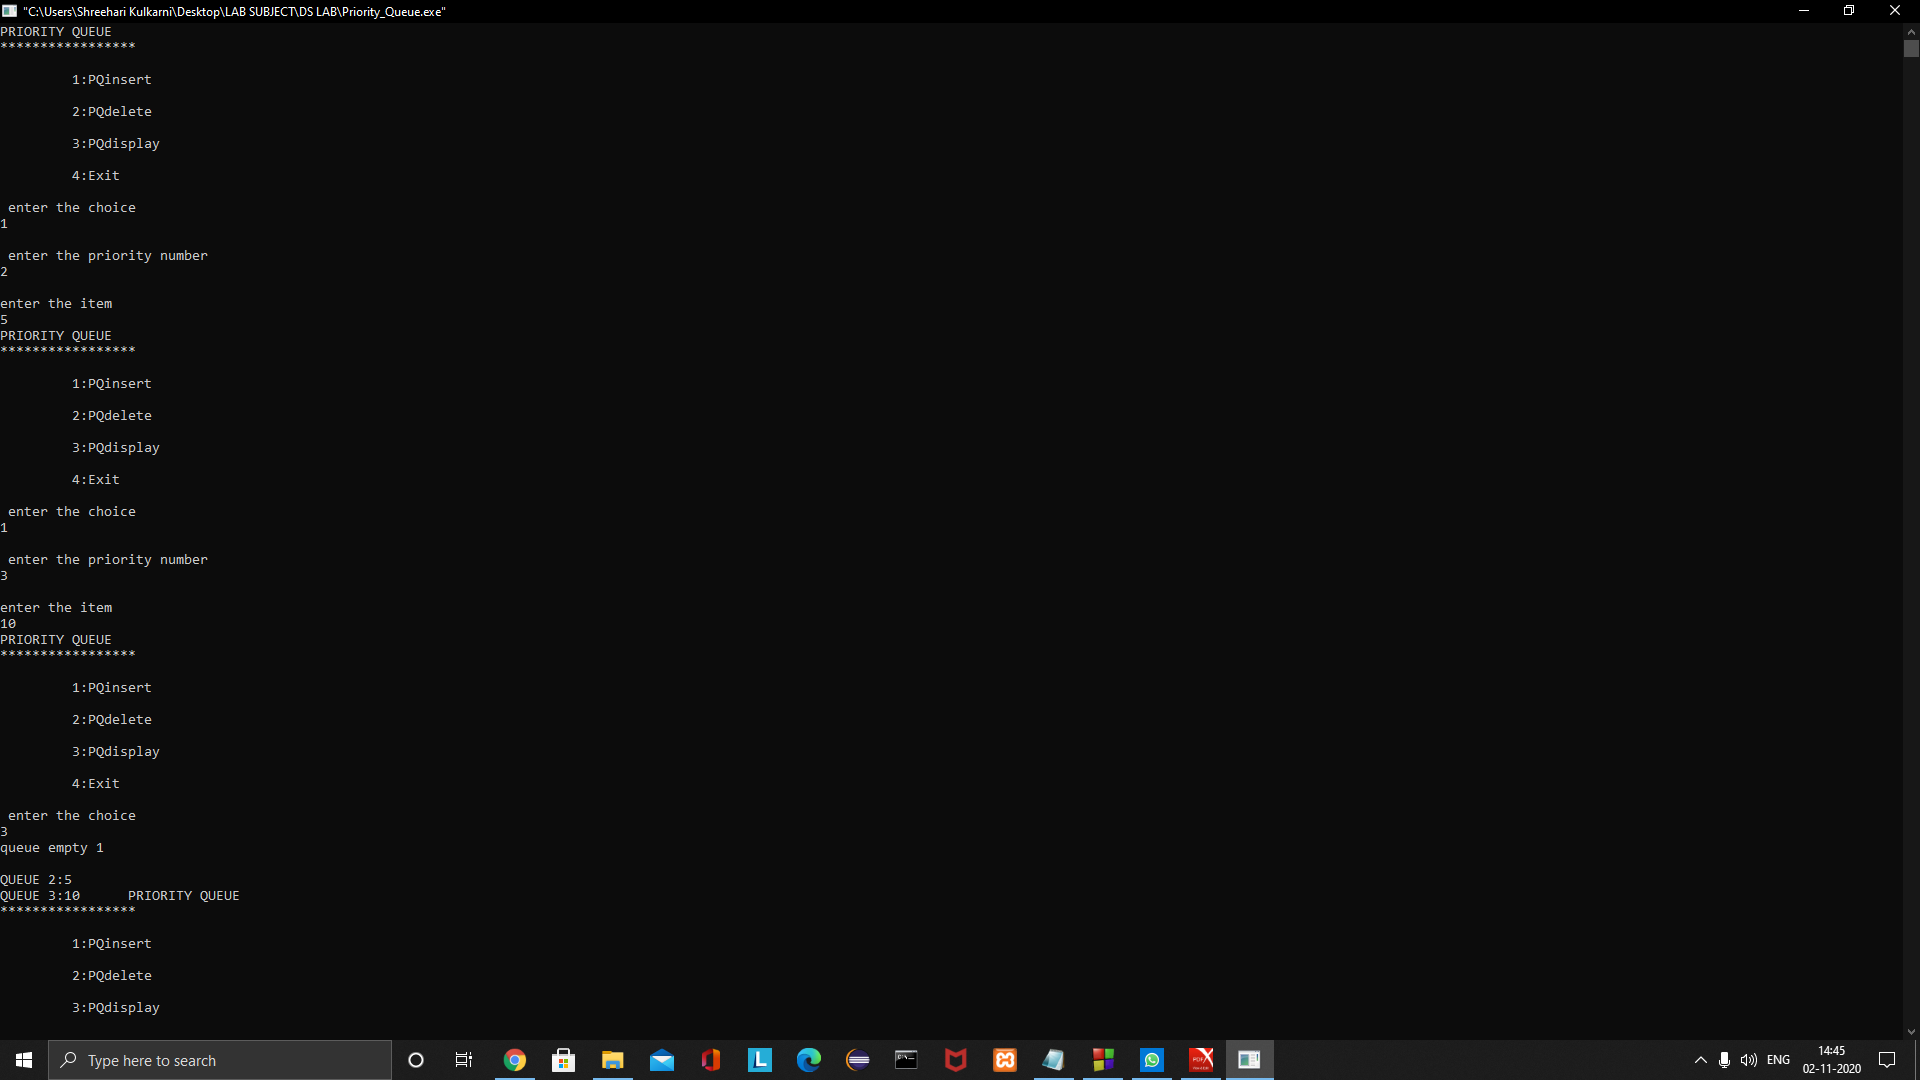 "C:\Users\Shreehari Kulkarni\Desktop\LAB SUBJECT\DS LAB\Priority_Queue.exe"
PRIORITY QUEUE
*****************
1:PQinsert
2:PQdelete
3:PQdisplay
4:Exit
enter the choice
1
enter the priority number
2
enter the item
5
PRIORITY QUEUE
*****************
1:PQinsert
2:PQdelete
3:PQdisplay
4:Exit
enter the choice
1
enter the priority number
3
enter the item
10
PRIORITY QUEUE
*****************
1:PQinsert
2:PQdelete
3:PQdisplay
4:Exit
enter the choice
3
queue empty 1
QUEUE 2:5
QUEUE 3:10 PRIORITY QUEUE
*****************
1:PQinsert
2:PQdelete
3:PQdisplay
Type here to search
L
C:\_
PDF
ENG
14:45
02-11-2020